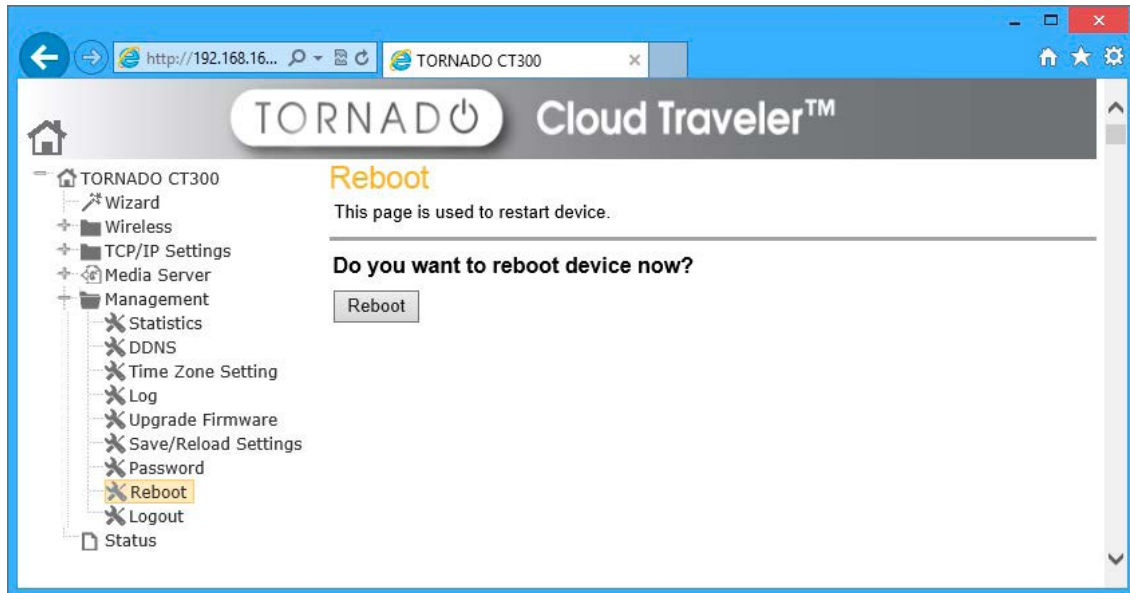 http://192.168.16...
TORNADO CT300
TORNADO
Cloud Traveler™
TORNADO CT300
Wizard
Wireless
TCP/IP Settings
Media Server
Management
Statistics
DDNS
Time Zone Setting
Log
Upgrade Firmware
Save/Reload Settings
Password
Reboot
Logout
Status
Reboot
This page is used to restart device.
Do you want to reboot device now?
Reboot